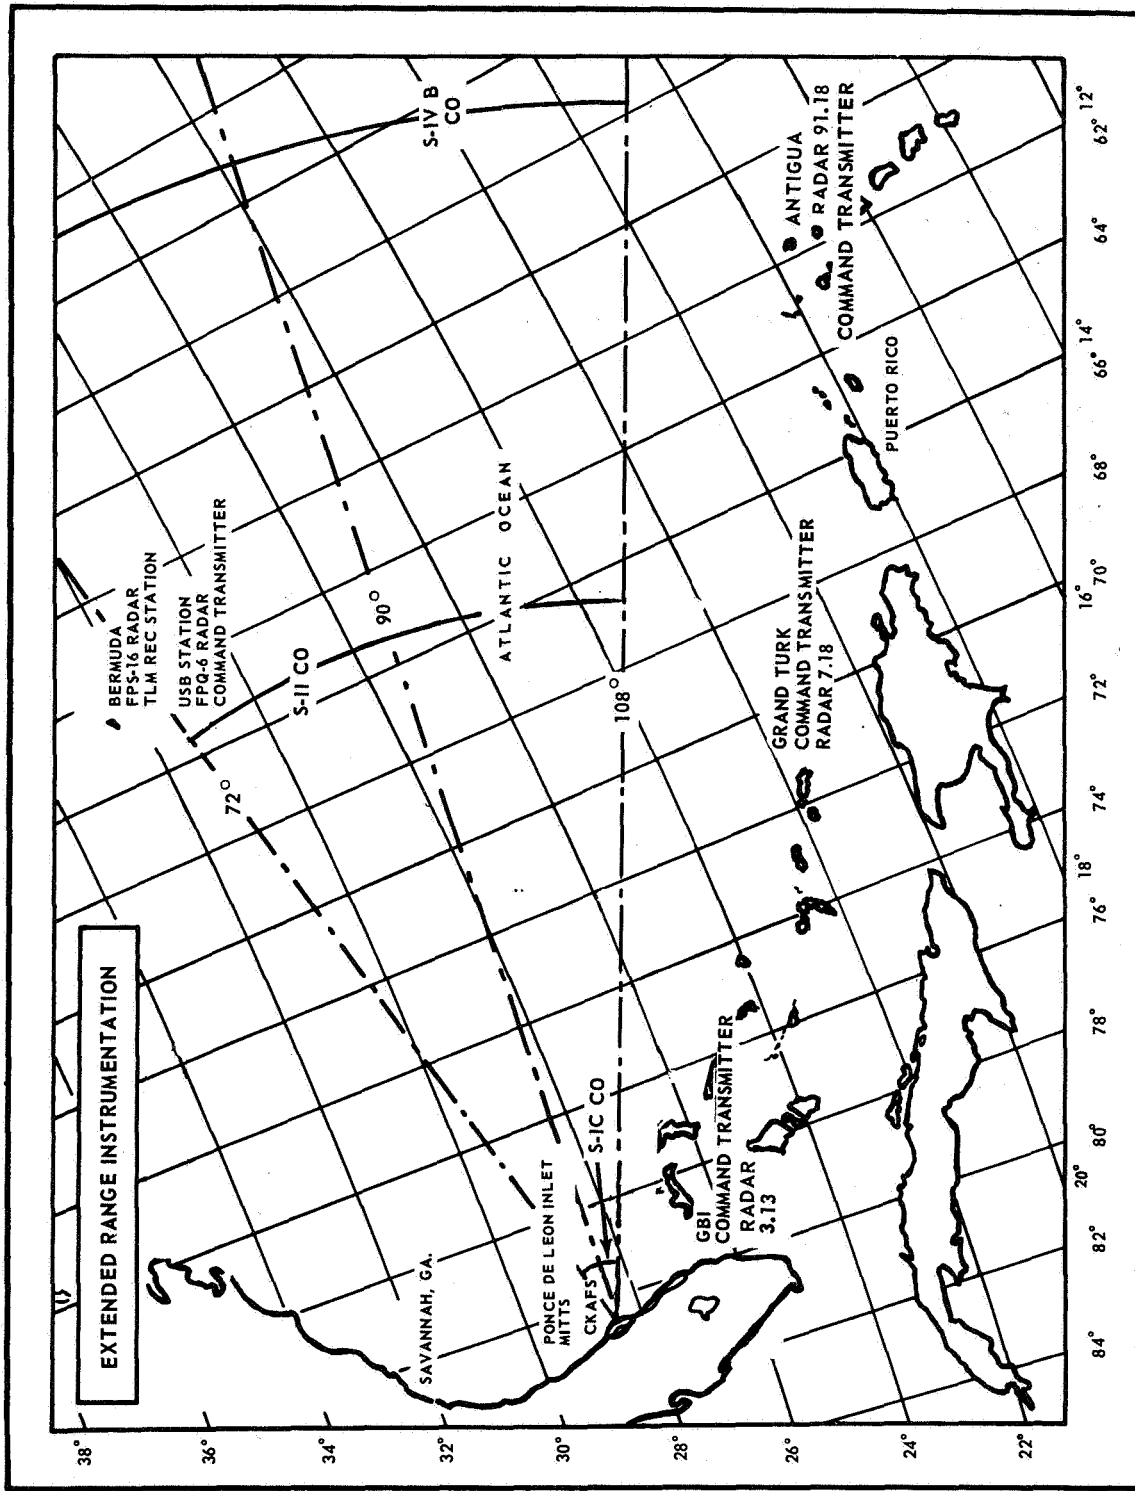 EXTENDED RANGE INSTRUMENTATION
BERMUDA
FPS-16 RADAR
TLM REC STATION
USB STATION
FPQ-6 RADAR
COMMAND TRANSMITTER
72°
S-II CO
90°
S-IV B
CO
ATLANTIC OCEAN
108°
SAVANNAH, GA.
PONCE DE LEON INLET
MITTS
CKAFS
S-IC CO
GBI
COMMAND TRANSMITTER
RADAR
3.13
GRAND TURK
COMMAND TRANSMITTER
RADAR 7.18
PUERTO RICO
ANTIGUA
RADAR 91.18
COMMAND TRANSMITTER
38°
36°
34°
32°
30°
28°
26°
24°
22°
84°
82°
20°
80°
78°
76°
18°
74°
72°
16°
70°
68°
66°
14°
64°
62°
12°